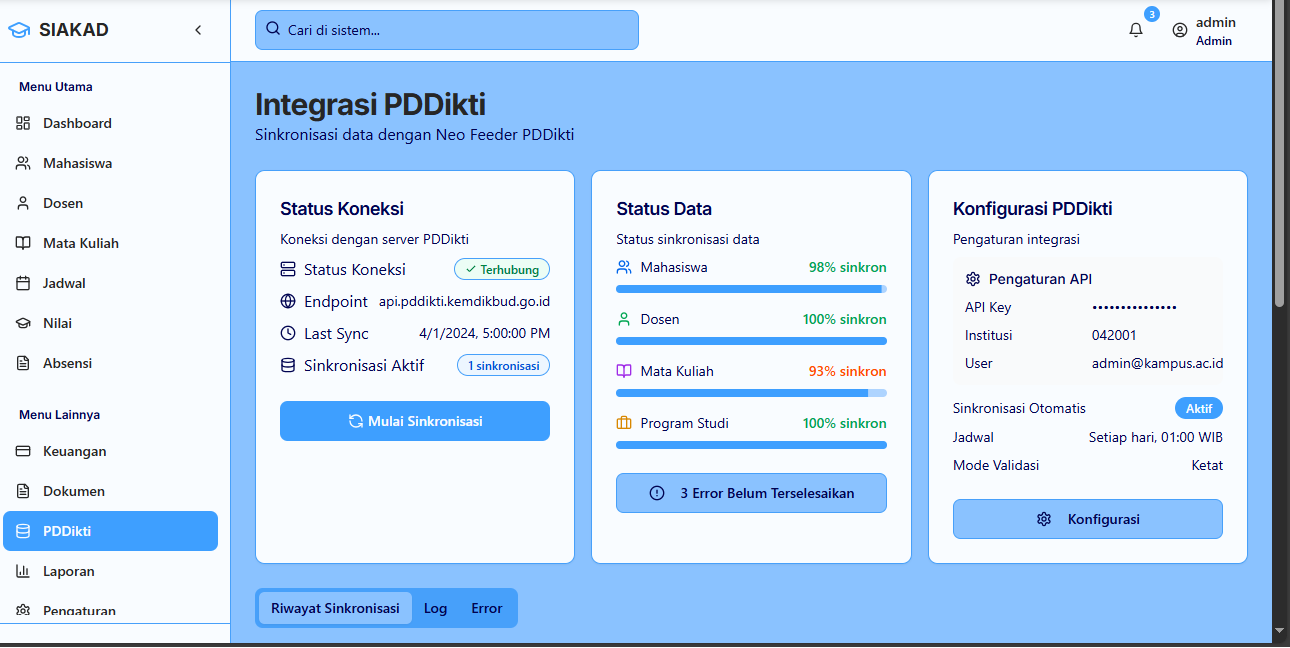 SIAKAD
Cari di sistem...
3
admin
Admin
Menu Utama
Dashboard
Mahasiswa
Dosen
Mata Kuliah
Jadwal
Nilai
Absensi
Menu Lainnya
Keuangan
Dokumen
PDDikti
Laporan
Pengaturan
Integrasi PDDikti
Sinkronisasi data dengan Neo Feeder PDDikti
Status Koneksi
Koneksi dengan server PDDikti
Status Koneksi Terhubung
Endpoint api.pddikti.kemdikbud.go.id
Last Sync 4/1/2024, 5:00:00 PM
Sinkronisasi Aktif 1 sinkronisasi
Mulai Sinkronisasi
Status Data
Status sinkronisasi data
Mahasiswa 98% sinkron
Dosen 100% sinkron
Mata Kuliah 93% sinkron
Program Studi 100% sinkron
3 Error Belum Terselesaikan
Konfigurasi PDDikti
Pengaturan integrasi
Pengaturan API
API Key •••••••••••••••
Institusi 042001
User admin@kampus.ac.id
Sinkronisasi Otomatis Aktif
Jadwal Setiap hari, 01:00 WIB
Mode Validasi Ketat
Konfigurasi
Riwayat Sinkronisasi Log Error